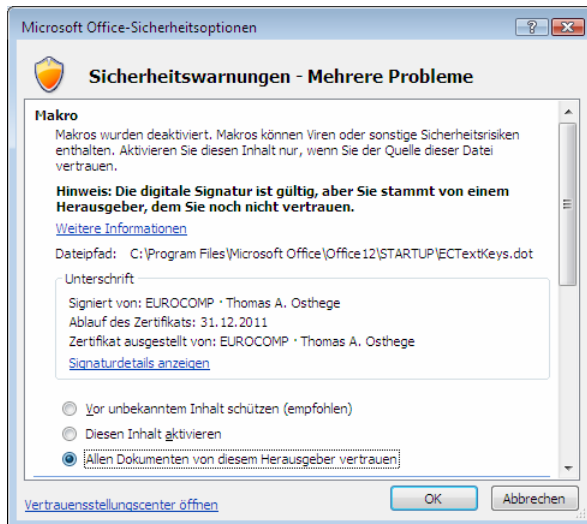 Microsoft Office-Sicherheitsoptionen
Sicherheitswarnungen - Mehrere Probleme
Makro
Makros wurden deaktiviert. Makros können Viren oder sonstige Sicherheitsrisiken
enthalten. Aktivieren Sie diesen Inhalt nur, wenn Sie der Quelle dieser Datei
vertrauen.
Hinweis: Die digitale Signatur ist gültig, aber Sie stammt von einem
Herausgeber, dem Sie noch nicht vertrauen.
Weitere Informationen
Dateipfad: C:\Program Files\Microsoft Office\Office12\STARTUP\ECTextKeys.dot
Unterschrift
Signiert von: EUROCOMP · Thomas A. Osthege
Ablauf des Zertifikats: 31.12.2011
Zertifikat ausgestellt von: EUROCOMP · Thomas A. Osthege
Signaturdetails anzeigen
Vor unbekanntem Inhalt schützen (empfohlen)
Diesen Inhalt aktivieren
Allen Dokumenten von diesem Herausgeber vertrauen
Vertrauensstellungscenter öffnen
OK
Abbrechen